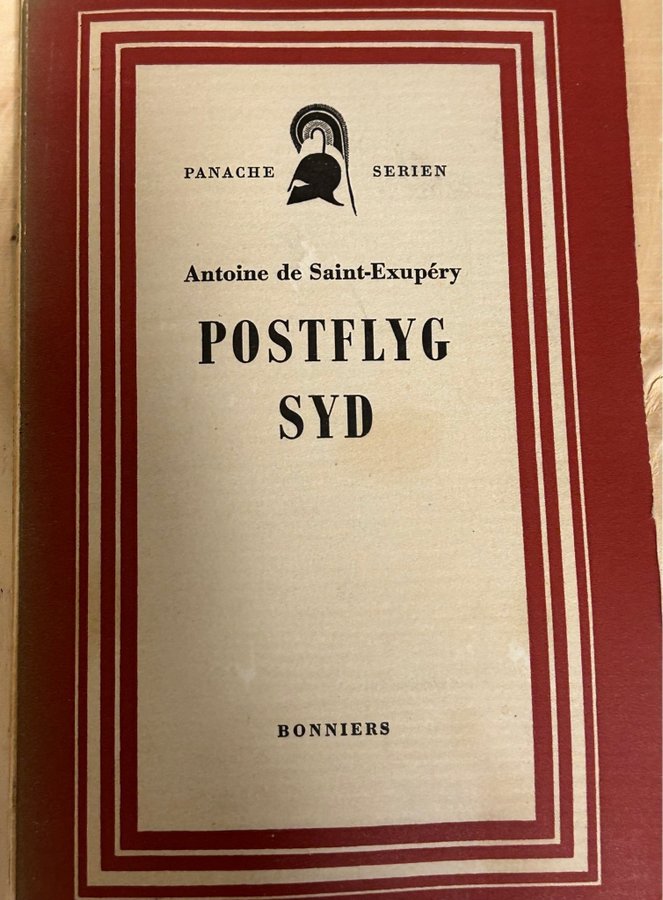 PANACHE SERIEN
Antoine de Saint-Exupéry
POSTFLYG
SYD
BONNIERS